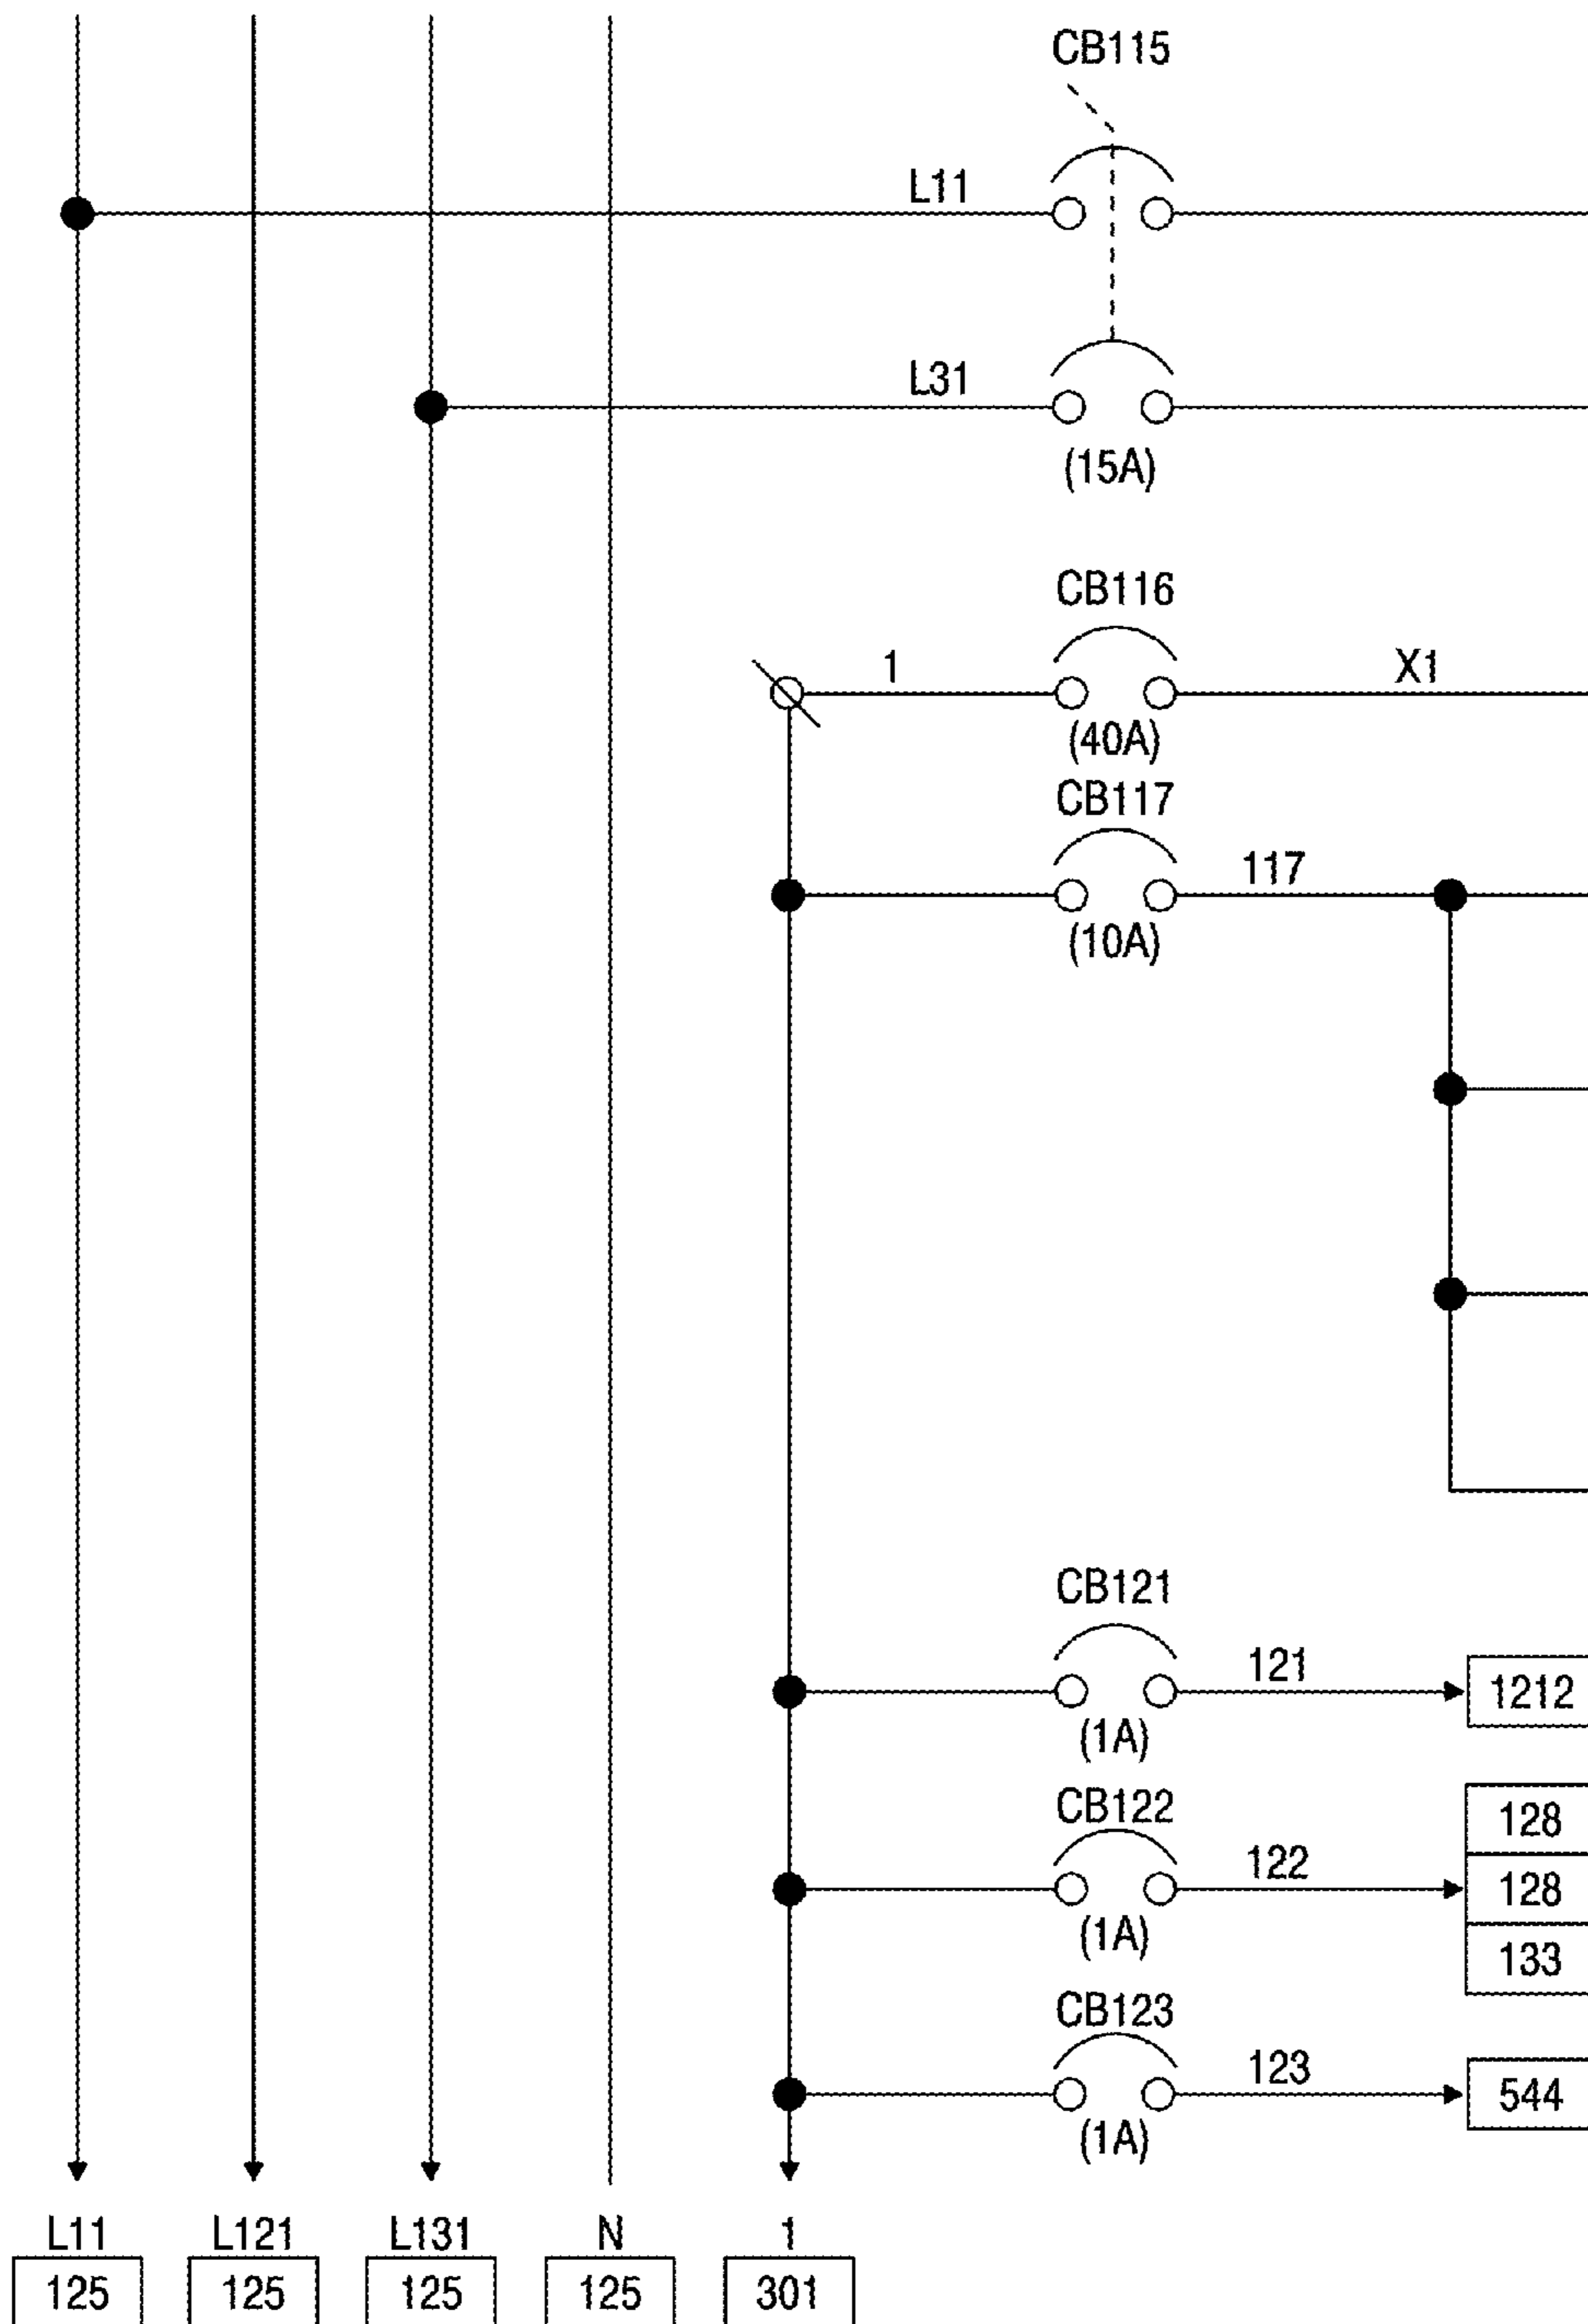 CB115
L11
L31
(15A)
CB116
1
X1
(40A)
CB117
117
(10A)
CB121
121
1212
(1A)
CB122
128
122
128
(1A)
133
CB123
123
544
(1A)
L11 L121 L131 N 1
125 125 125 125 301